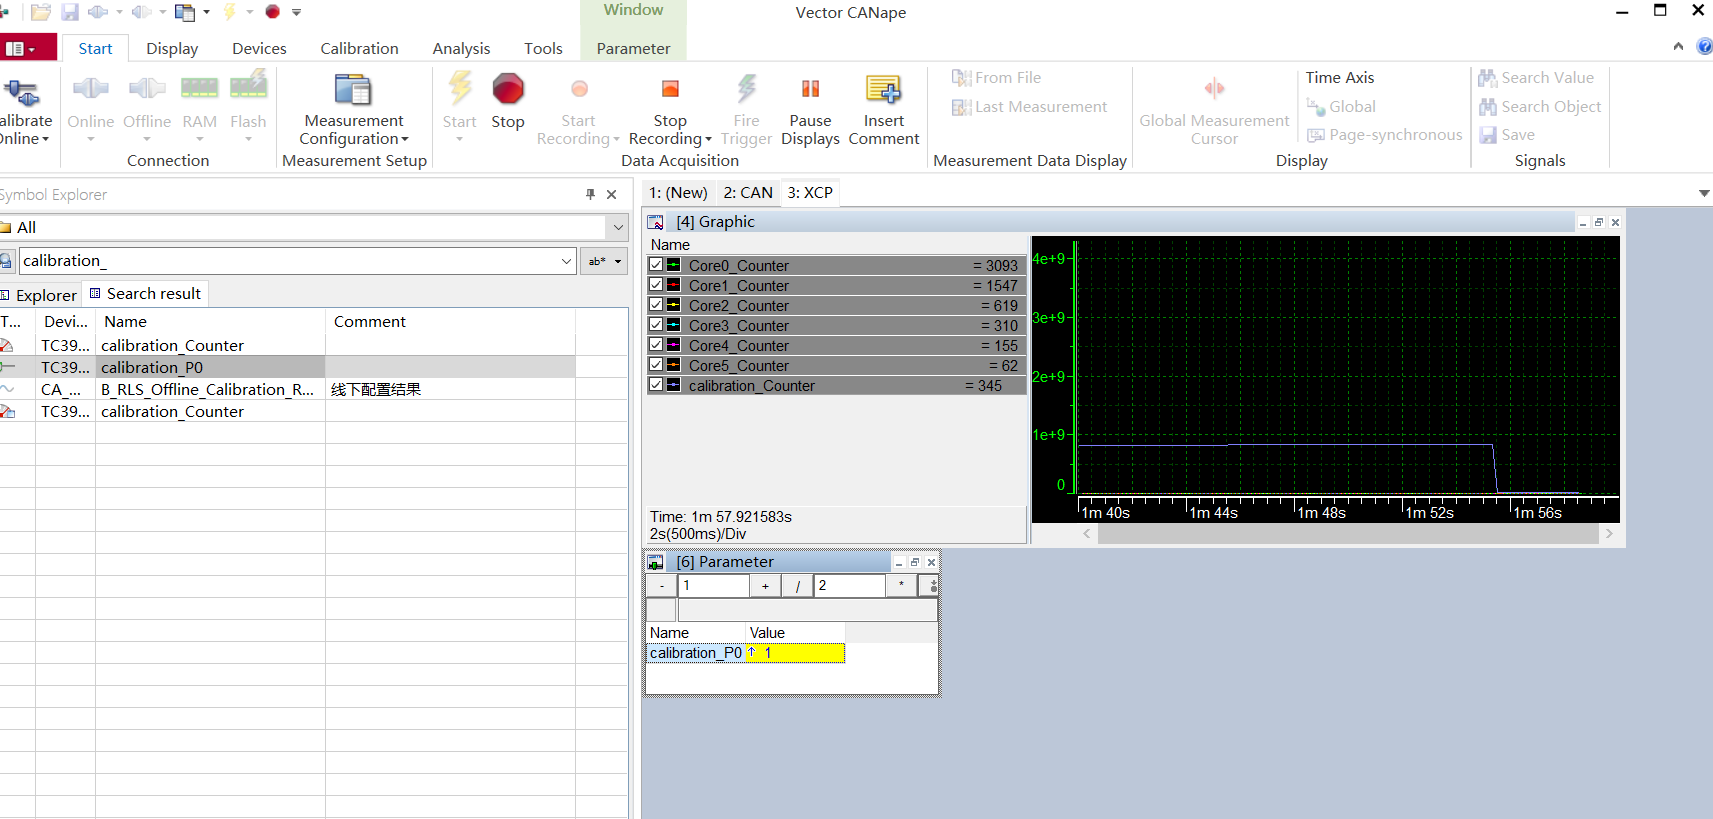 Window
Vector CANape
Start
Display
Devices
Calibration
Analysis
Tools
Parameter
alibrate
Online
Online
Offline
RAM
Flash
Connection
Measurement
Configuration
Measurement Setup
Start
Stop
Start
Recording
Stop
Recording
Fire
Trigger
Pause
Displays
Insert
Comment
Data Acquisition
From File
Last Measurement
Measurement Data Display
Global Measurement
Cursor
Time Axis
Global
Page-synchronous
Display
Search Value
Search Object
Save
Signals
Symbol Explorer
All
calibration_
ab*
Explorer
Search result
T... Devi... Name Comment
TC39... calibration_Counter
TC39... calibration_P0
CA_... B_RLS_Offline_Calibration_R... 线下配置结果
TC39... calibration_Counter
1: (New)
2: CAN
3: XCP
[4] Graphic
Name
Core0_Counter = 3093
Core1_Counter = 1547
Core2_Counter = 619
Core3_Counter = 310
Core4_Counter = 155
Core5_Counter = 62
calibration_Counter = 345
Time: 1m 57.921583s
2s(500ms)/Div
4e+9
3e+9
2e+9
1e+9
0
1m 40s 1m 44s 1m 48s 1m 52s 1m 56s
[6] Parameter
- 1 + / 2 *
Name Value
calibration_P0 ↑ 1